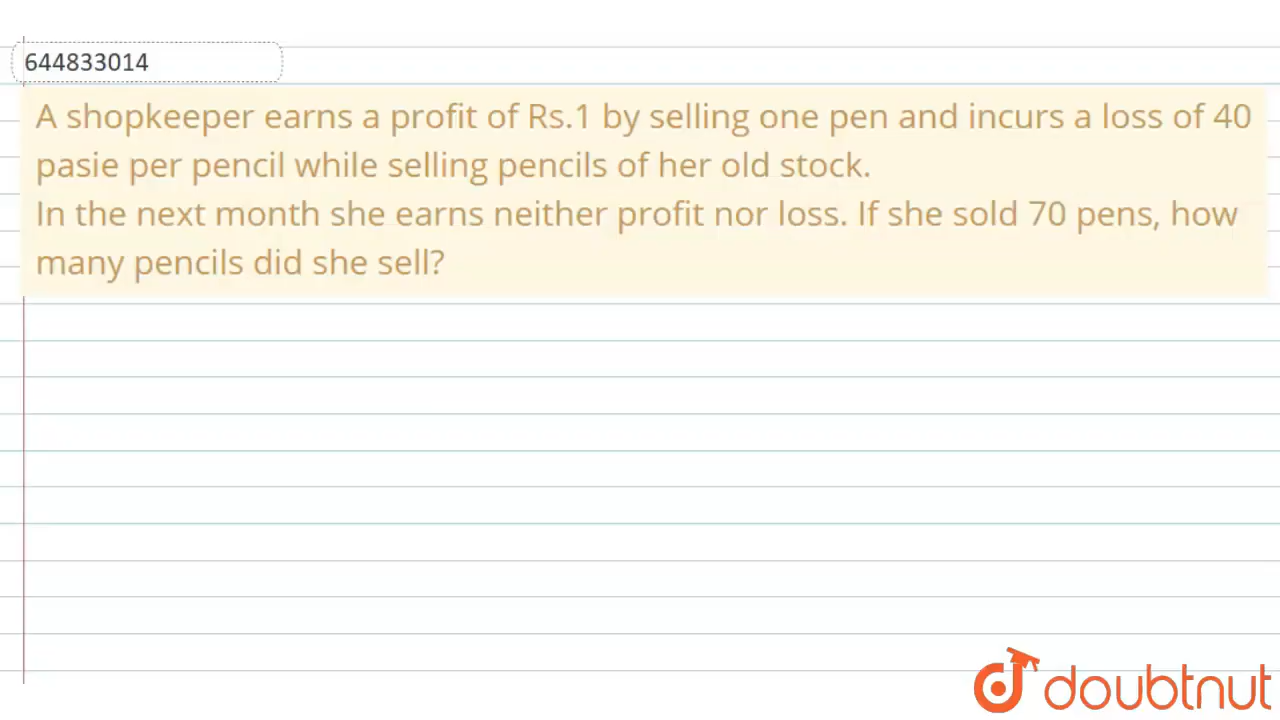 644833014
A shopkeeper earns a profit of Rs.1 by selling one pen and incurs a loss of 40
pasie per pencil while selling pencils of her old stock.
In the next month she earns neither profit nor loss. If she sold 70 pens, how
many pencils did she sell?
doubtnut